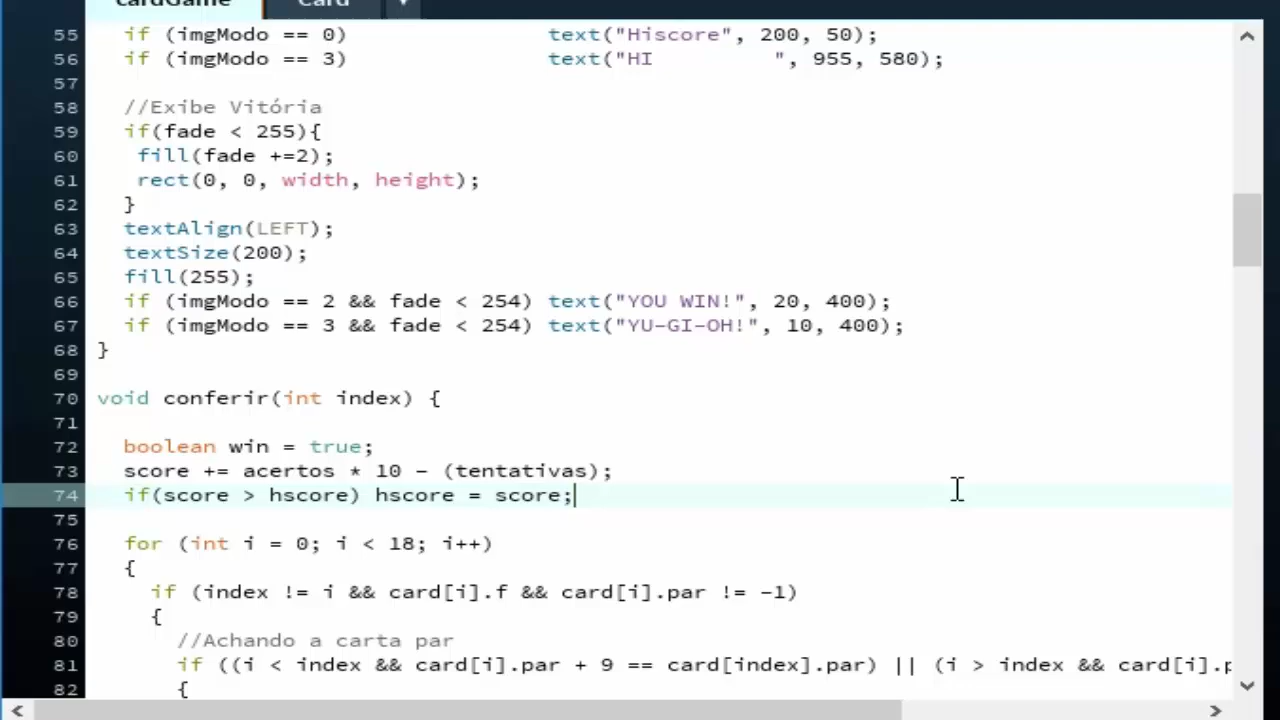 cardGame Card
55 if (imgModo == 0) text("Hiscore", 200, 50);
56 if (imgModo == 3) text("HI ", 955, 580);
57
58 //Exibe Vitória
59 if(fade < 255){
60 fill(fade +=2);
61 rect(0, 0, width, height);
62 }
63 textAlign(LEFT);
64 textSize(200);
65 fill(255);
66 if (imgModo == 2 && fade < 254) text("YOU WIN!", 20, 400);
67 if (imgModo == 3 && fade < 254) text("YU-GI-OH!", 10, 400);
68 }
69
70 void conferir(int index) {
71
72 boolean win = true;
73 score += acertos * 10 - (tentativas);
74 if(score > hscore) hscore = score;
75
76 for (int i = 0; i < 18; i++)
77 {
78 if (index != i && card[i].f && card[i].par != -1)
79 {
80 //Achando a carta par
81 if ((i < index && card[i].par + 9 == card[index].par) || (i > index && card[i].p
82 {